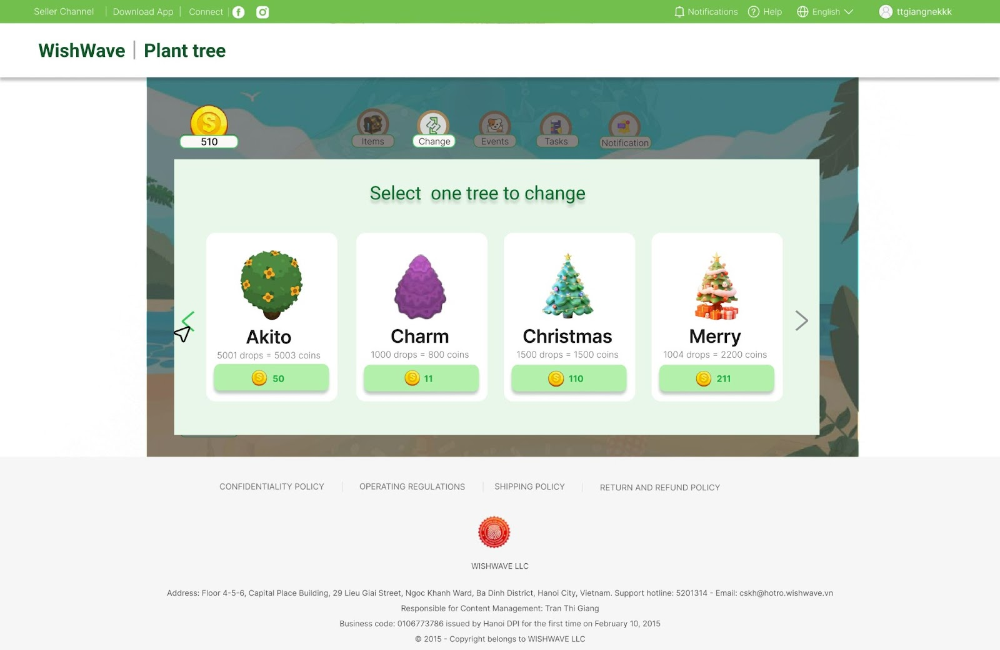 Seller Channel | Download App | Connect | Notifications Help English ttgiangnekkk
WishWave | Plant tree
510
Items
Change
Events
Tasks
Notification
Select one tree to change
Akito
5001 drops = 5003 coins
50
Charm
1000 drops = 800 coins
11
Christmas
1500 drops = 1500 coins
110
Merry
1004 drops = 2200 coins
211
CONFIDENTIALITY POLICY | OPERATING REGULATIONS | SHIPPING POLICY | RETURN AND REFUND POLICY
WISHWAVE LLC
Address: Floor 4-5-6, Capital Place Building, 29 Lieu Giai Street, Ngoc Khanh Ward, Ba Dinh District, Hanoi City, Vietnam. Support hotline: 5201314 - Email: cskh@hotro.wishwave.vn
Responsible for Content Management: Tran Thi Giang
Business code: 0106773786 issued by Hanoi DPI for the first time on February 10, 2015
© 2015 - Copyright belongs to WISHWAVE LLC